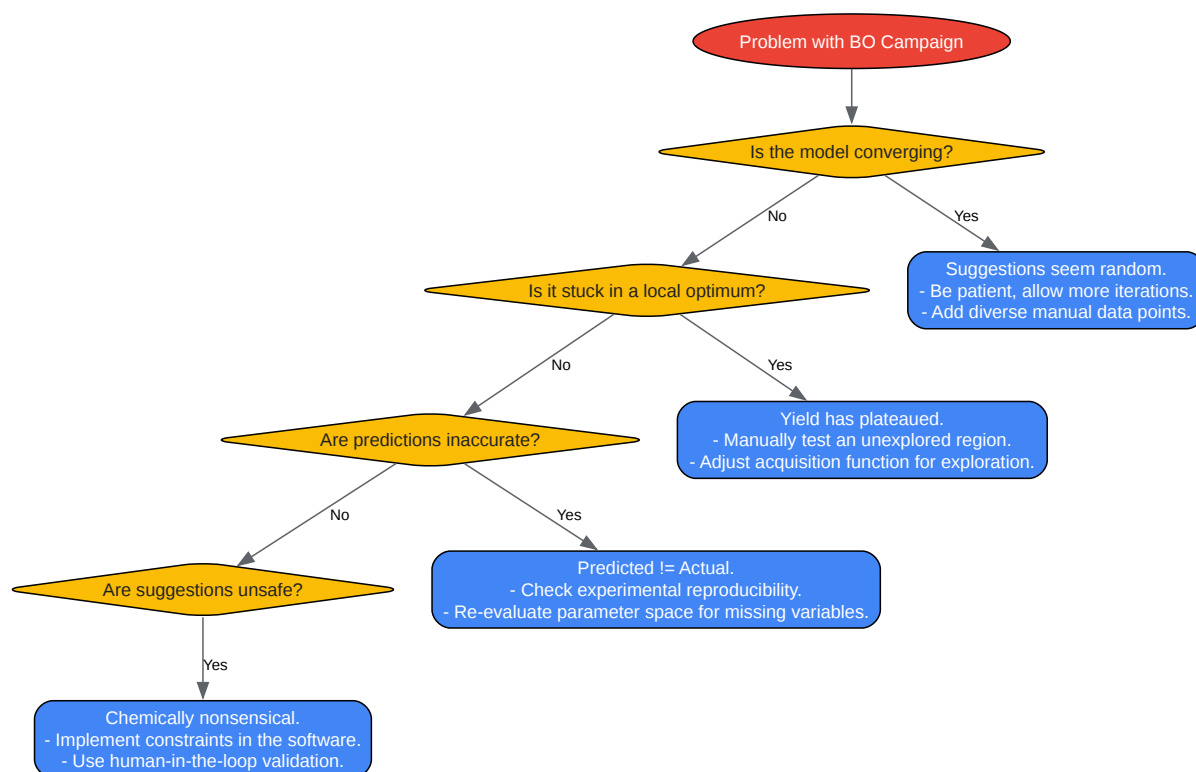 Problem with BO Campaign
Is the model converging?
No
Yes
Suggestions seem random.
- Be patient, allow more iterations.
- Add diverse manual data points.
Is it stuck in a local optimum?
No
Yes
Yield has plateaued.
- Manually test an unexplored region.
- Adjust acquisition function for exploration.
Are predictions inaccurate?
No
Yes
Predicted != Actual.
- Check experimental reproducibility.
- Re-evaluate parameter space for missing variables.
Are suggestions unsafe?
Yes
Chemically nonsensical.
- Implement constraints in the software.
- Use human-in-the-loop validation.